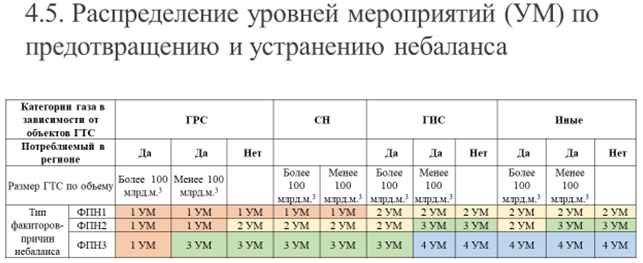 4.5. Распределение уровней мероприятий (УМ) по
предотвращению и устранению небаланса
Категории газа в зависимости от объектов ГТС ГРС СН ГИС Иные
Потребляемый в регионе Да Да Нет Да Да Нет Да Да Нет
Размер ГТС по объему Более 100 млрд.м.³ Менее 100 млрд.м.³ Более 100 млрд.м.³ Менее 100 млрд.м.³ Более 100 млрд.м.³ Менее 100 млрд.м.³ Более 100 млрд.м.³ Менее 100 млрд.м.³
Тип факиторов-причин небаланса
ФПН1 1 УМ 1 УМ 1 УМ 1 УМ 1 УМ 2 УМ 2 УМ 2 УМ 2 УМ 2 УМ 2 УМ
ФПН2 1 УМ 1 УМ 2 УМ 2 УМ 2 УМ 2 УМ 3 УМ 3 УМ 2 УМ 3 УМ 3 УМ
ФПН3 1 УМ 3 УМ 3 УМ 3 УМ 3 УМ 3 УМ 4 УМ 4 УМ 4 УМ 4 УМ 4 УМ